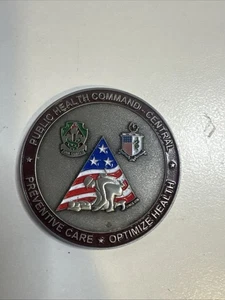 PUBLIC HEALTH COMMAND-CENTRAL
PREVENTIVE CARE • OPTIMIZE HEALTH